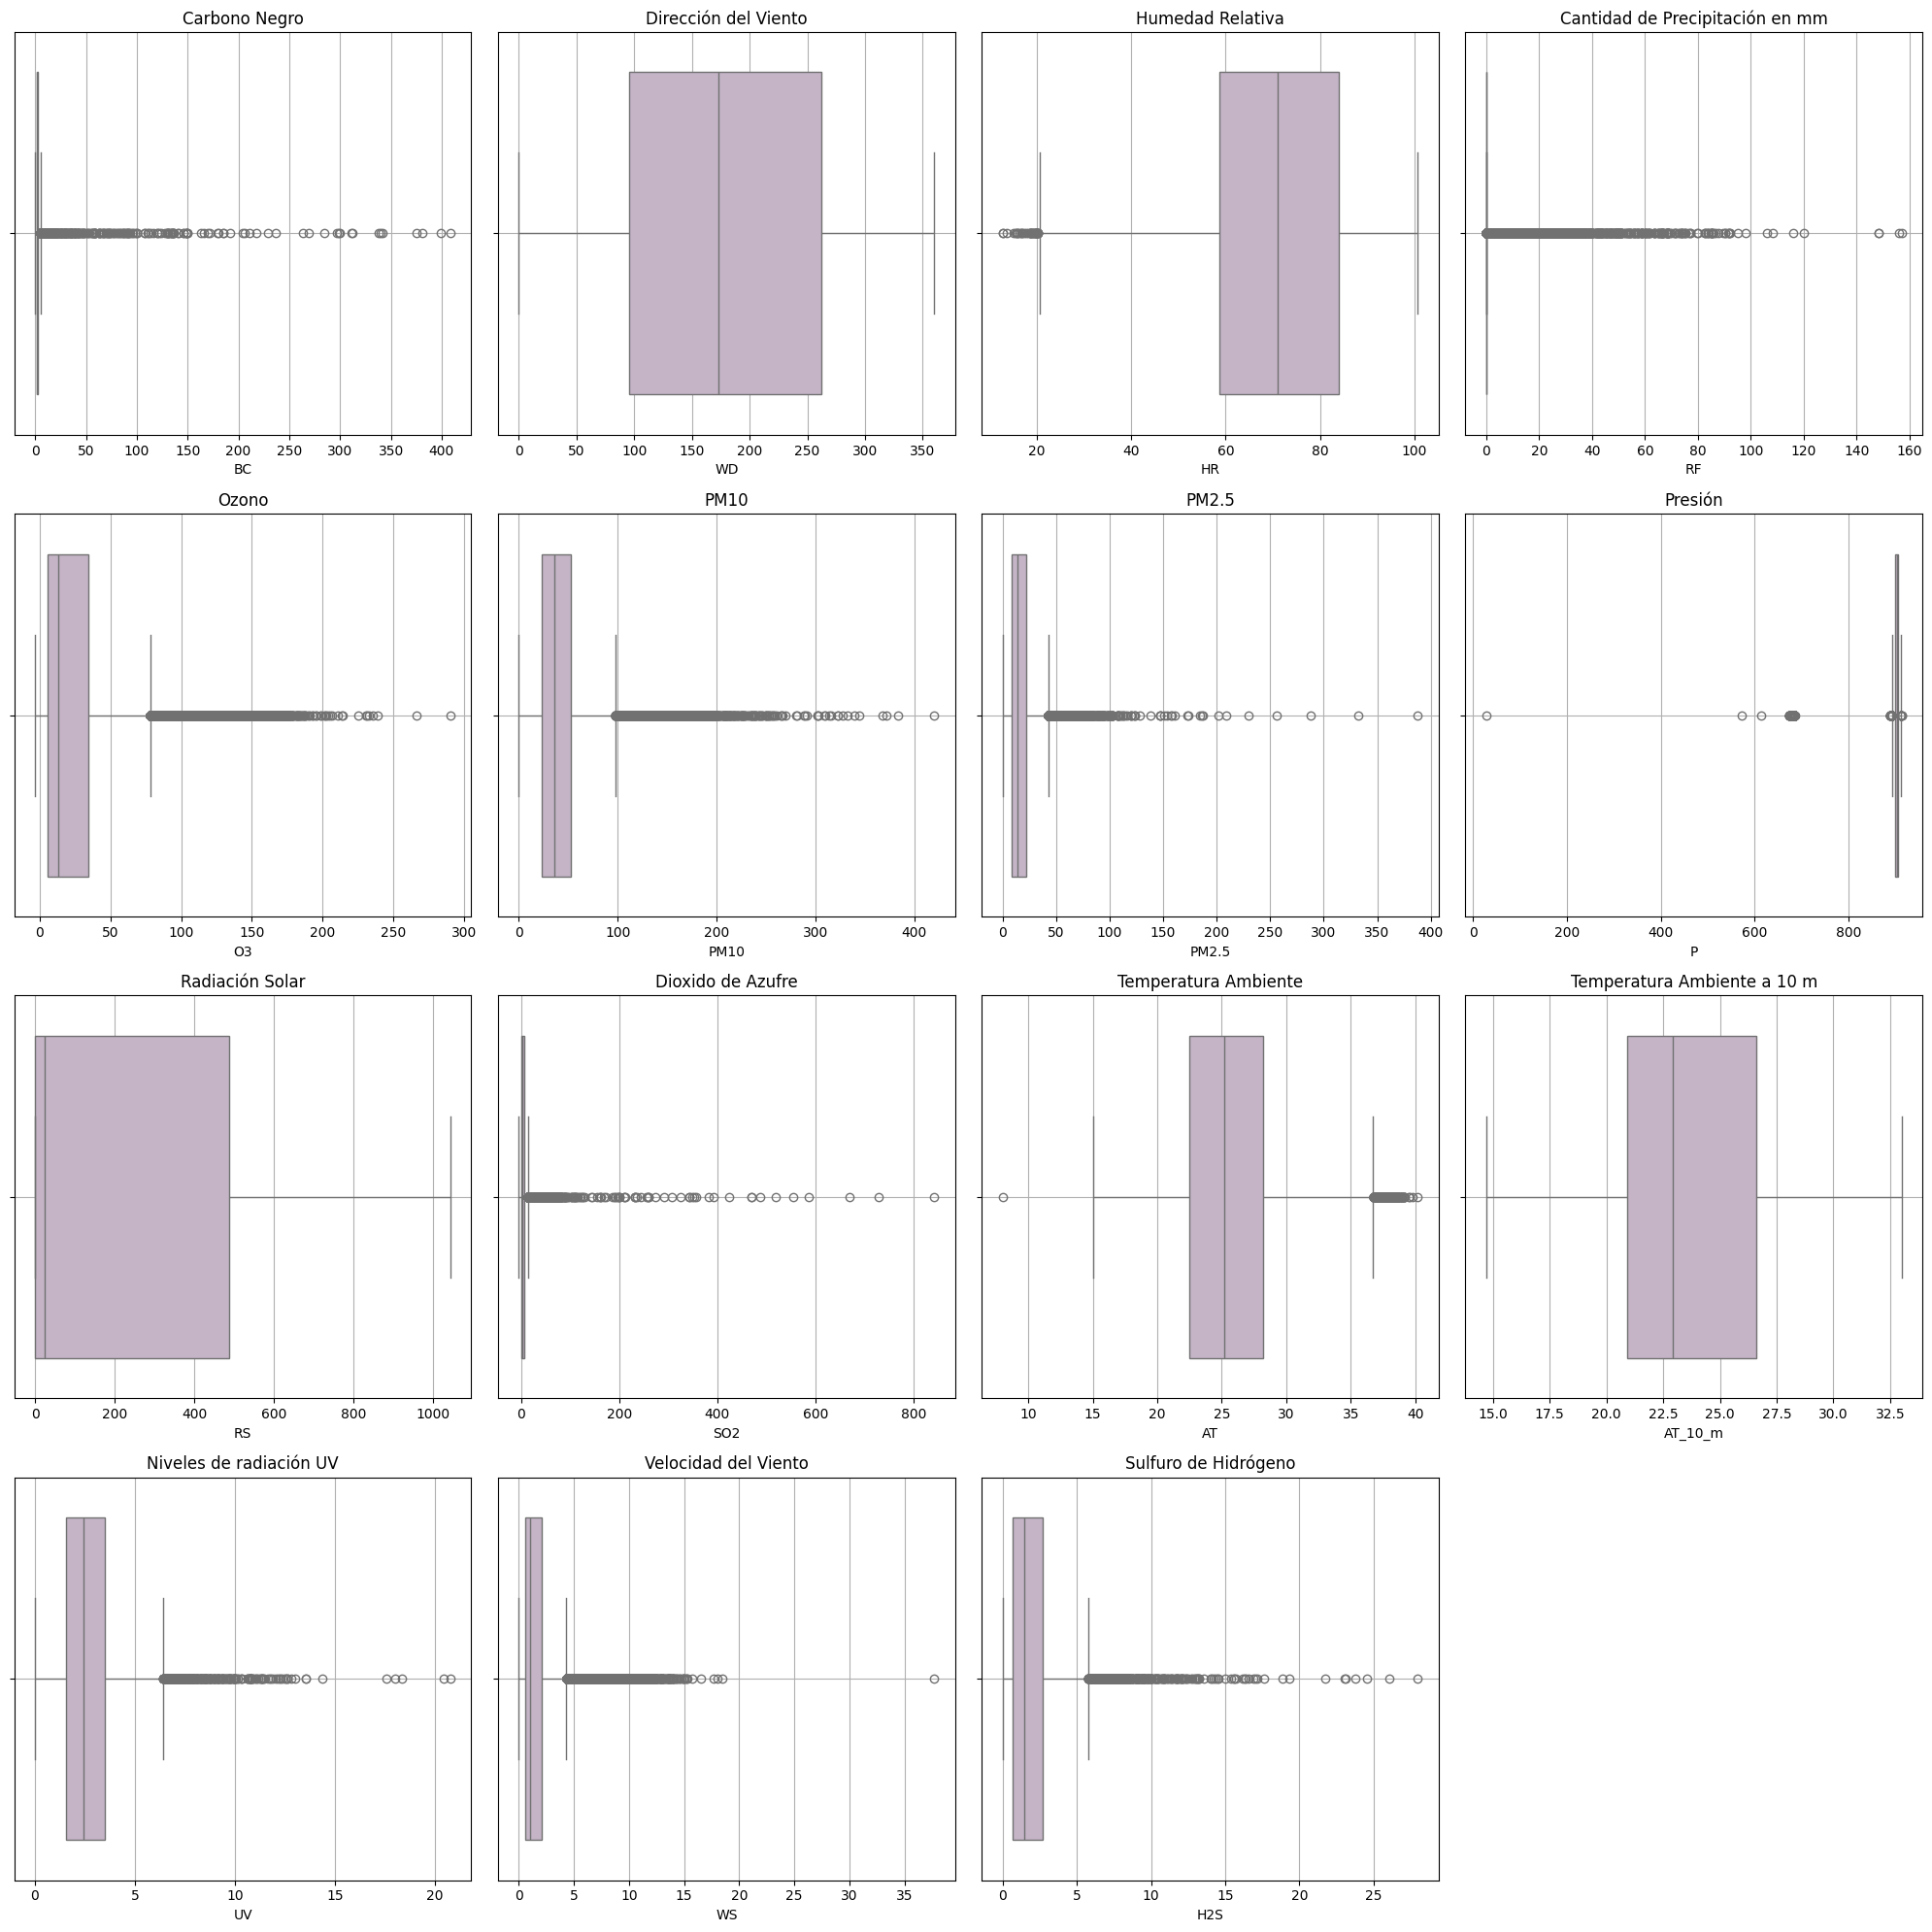 Carbono Negro
Dirección del Viento
Humedad Relativa
Cantidad de Precipitación en mm
0 50 100 150 200 250 300 350 400
0 50 100 150 200 250 300 350
20 40 60 80 100
0 20 40 60 80 100 120 140 160
BC
WD
HR
RF
Ozono
PM10
PM2.5
Presión
0 50 100 150 200 250 300
0 100 200 300 400
0 50 100 150 200 250 300 350 400
0 200 400 600 800
O3
PM10
PM2.5
P
Radiación Solar
Dioxido de Azufre
Temperatura Ambiente
Temperatura Ambiente a 10 m
0 200 400 600 800 1000
0 200 400 600 800
10 15 20 25 30 35 40
15.0 17.5 20.0 22.5 25.0 27.5 30.0 32.5
RS
SO2
AT
AT_10_m
Niveles de radiación UV
Velocidad del Viento
Sulfuro de Hidrógeno
0 5 10 15 20
0 5 10 15 20 25 30 35
0 5 10 15 20 25
UV
WS
H2S